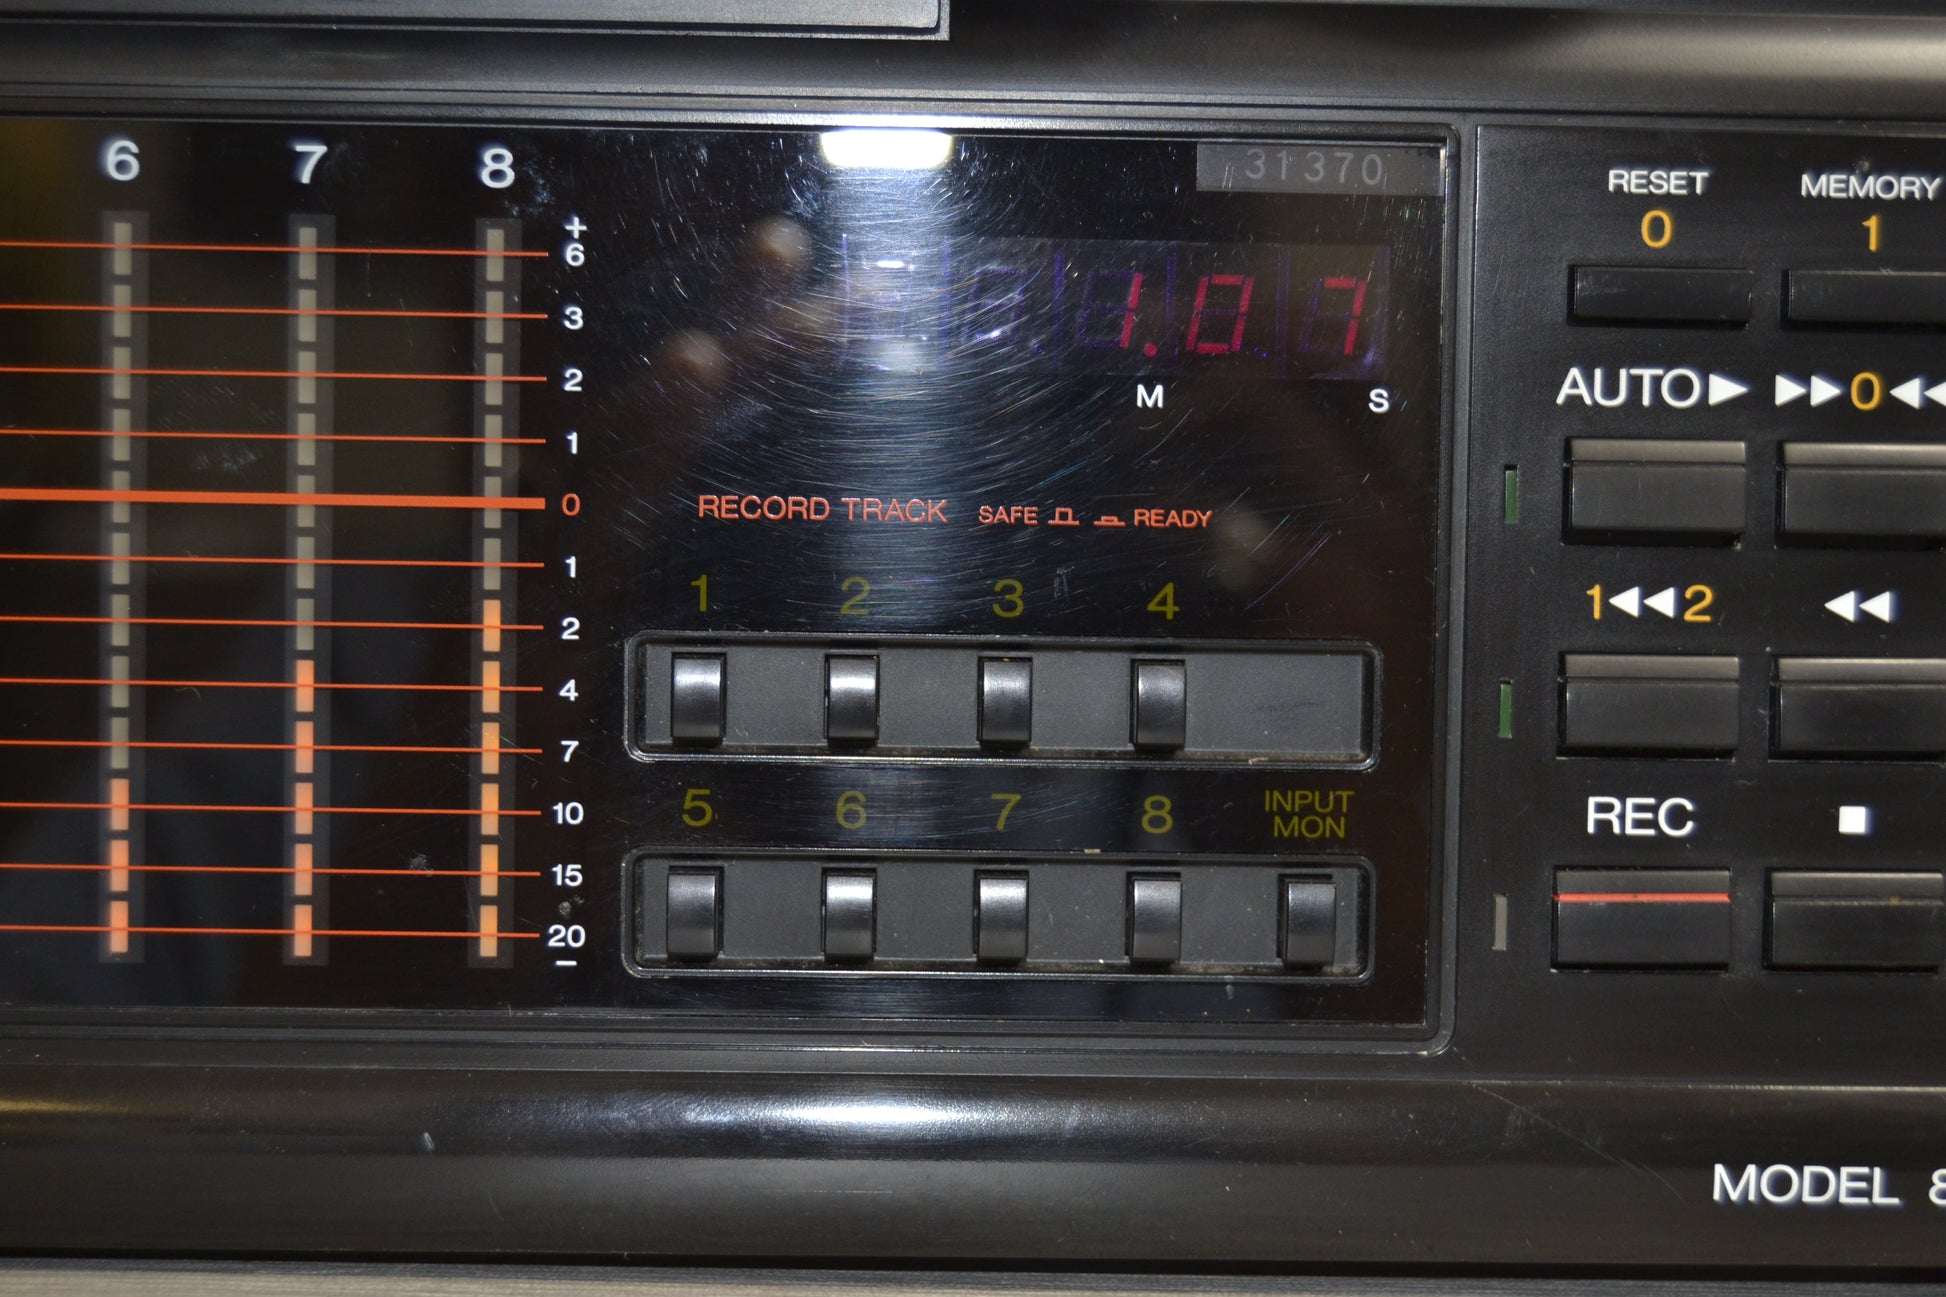 6 7 8
+
6
3
2
1
0
1
2
4
7
10
15
20
−
31370
1.07
M S
RECORD TRACK SAFE READY
1 2 3 4
5 6 7 8 INPUT MON
RESET MEMORY
0 1
AUTO▶ ▶▶0◀◀
1◀◀2 ◀◀
REC ■
MODEL